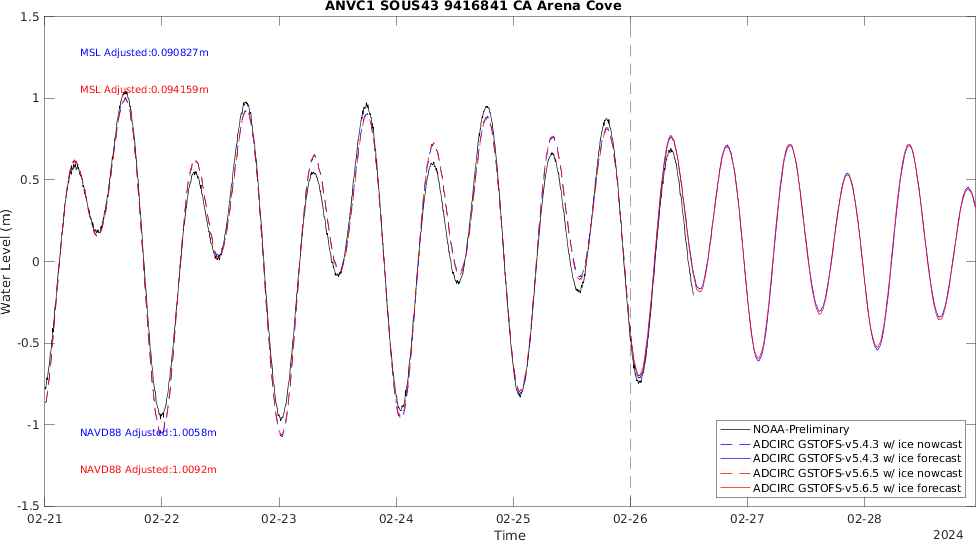 ANVC1 SOUS43 9416841 CA Arena Cove
1.5
MSL Adjusted:0.090827m
1
MSL Adjusted:0.094159m
0.5
0
Water Level (m)
-0.5
-1
NAVD88 Adjusted:1.0058m
NAVD88 Adjusted:1.0092m
-1.5
NOAA-Preliminary
ADCIRC GSTOFS-v5.4.3 w/ ice nowcast
ADCIRC GSTOFS-v5.4.3 w/ ice forecast
ADCIRC GSTOFS-v5.6.5 w/ ice nowcast
ADCIRC GSTOFS-v5.6.5 w/ ice forecast
02-21 02-22 02-23 02-24 02-25 02-26 02-27 02-28
Time
2024